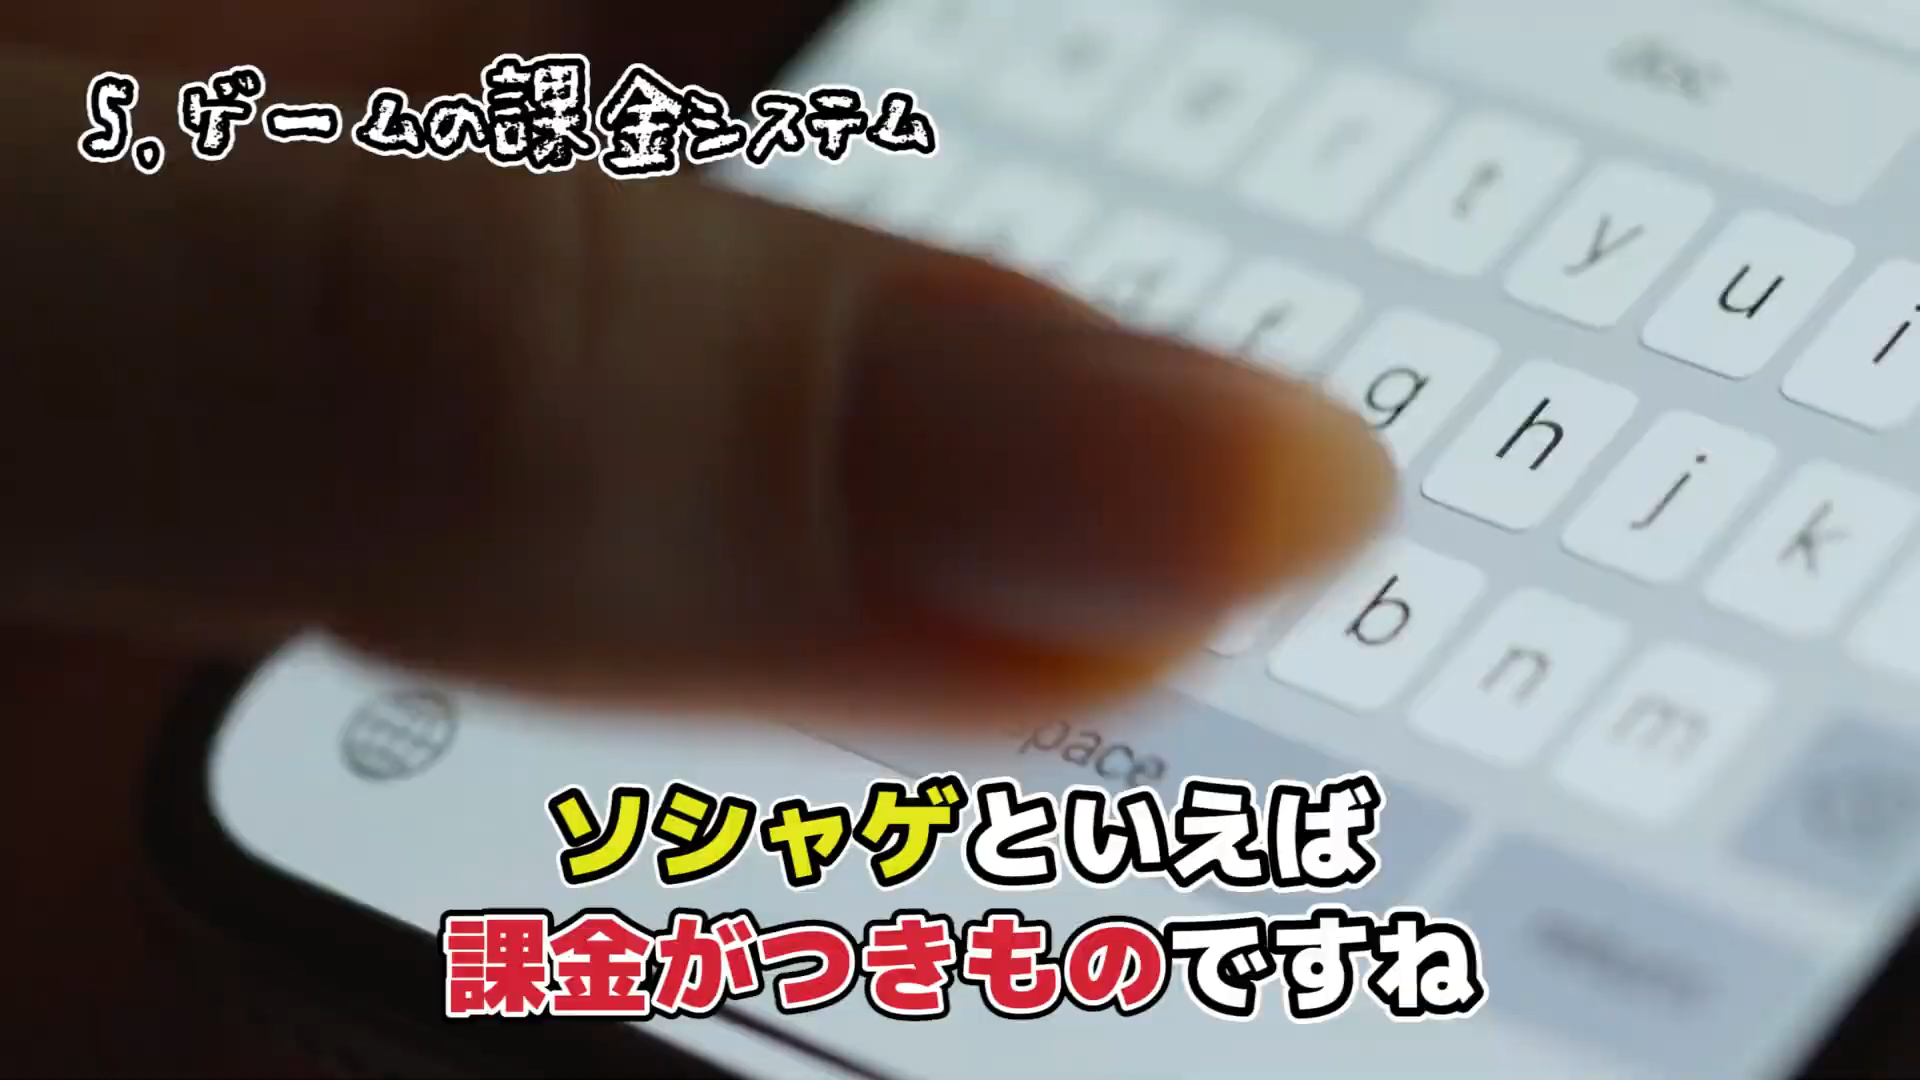 5.ゲームの課金システム
t y u i
g h j k
b n m
space
ソシャゲといえば
課金がつきものですね